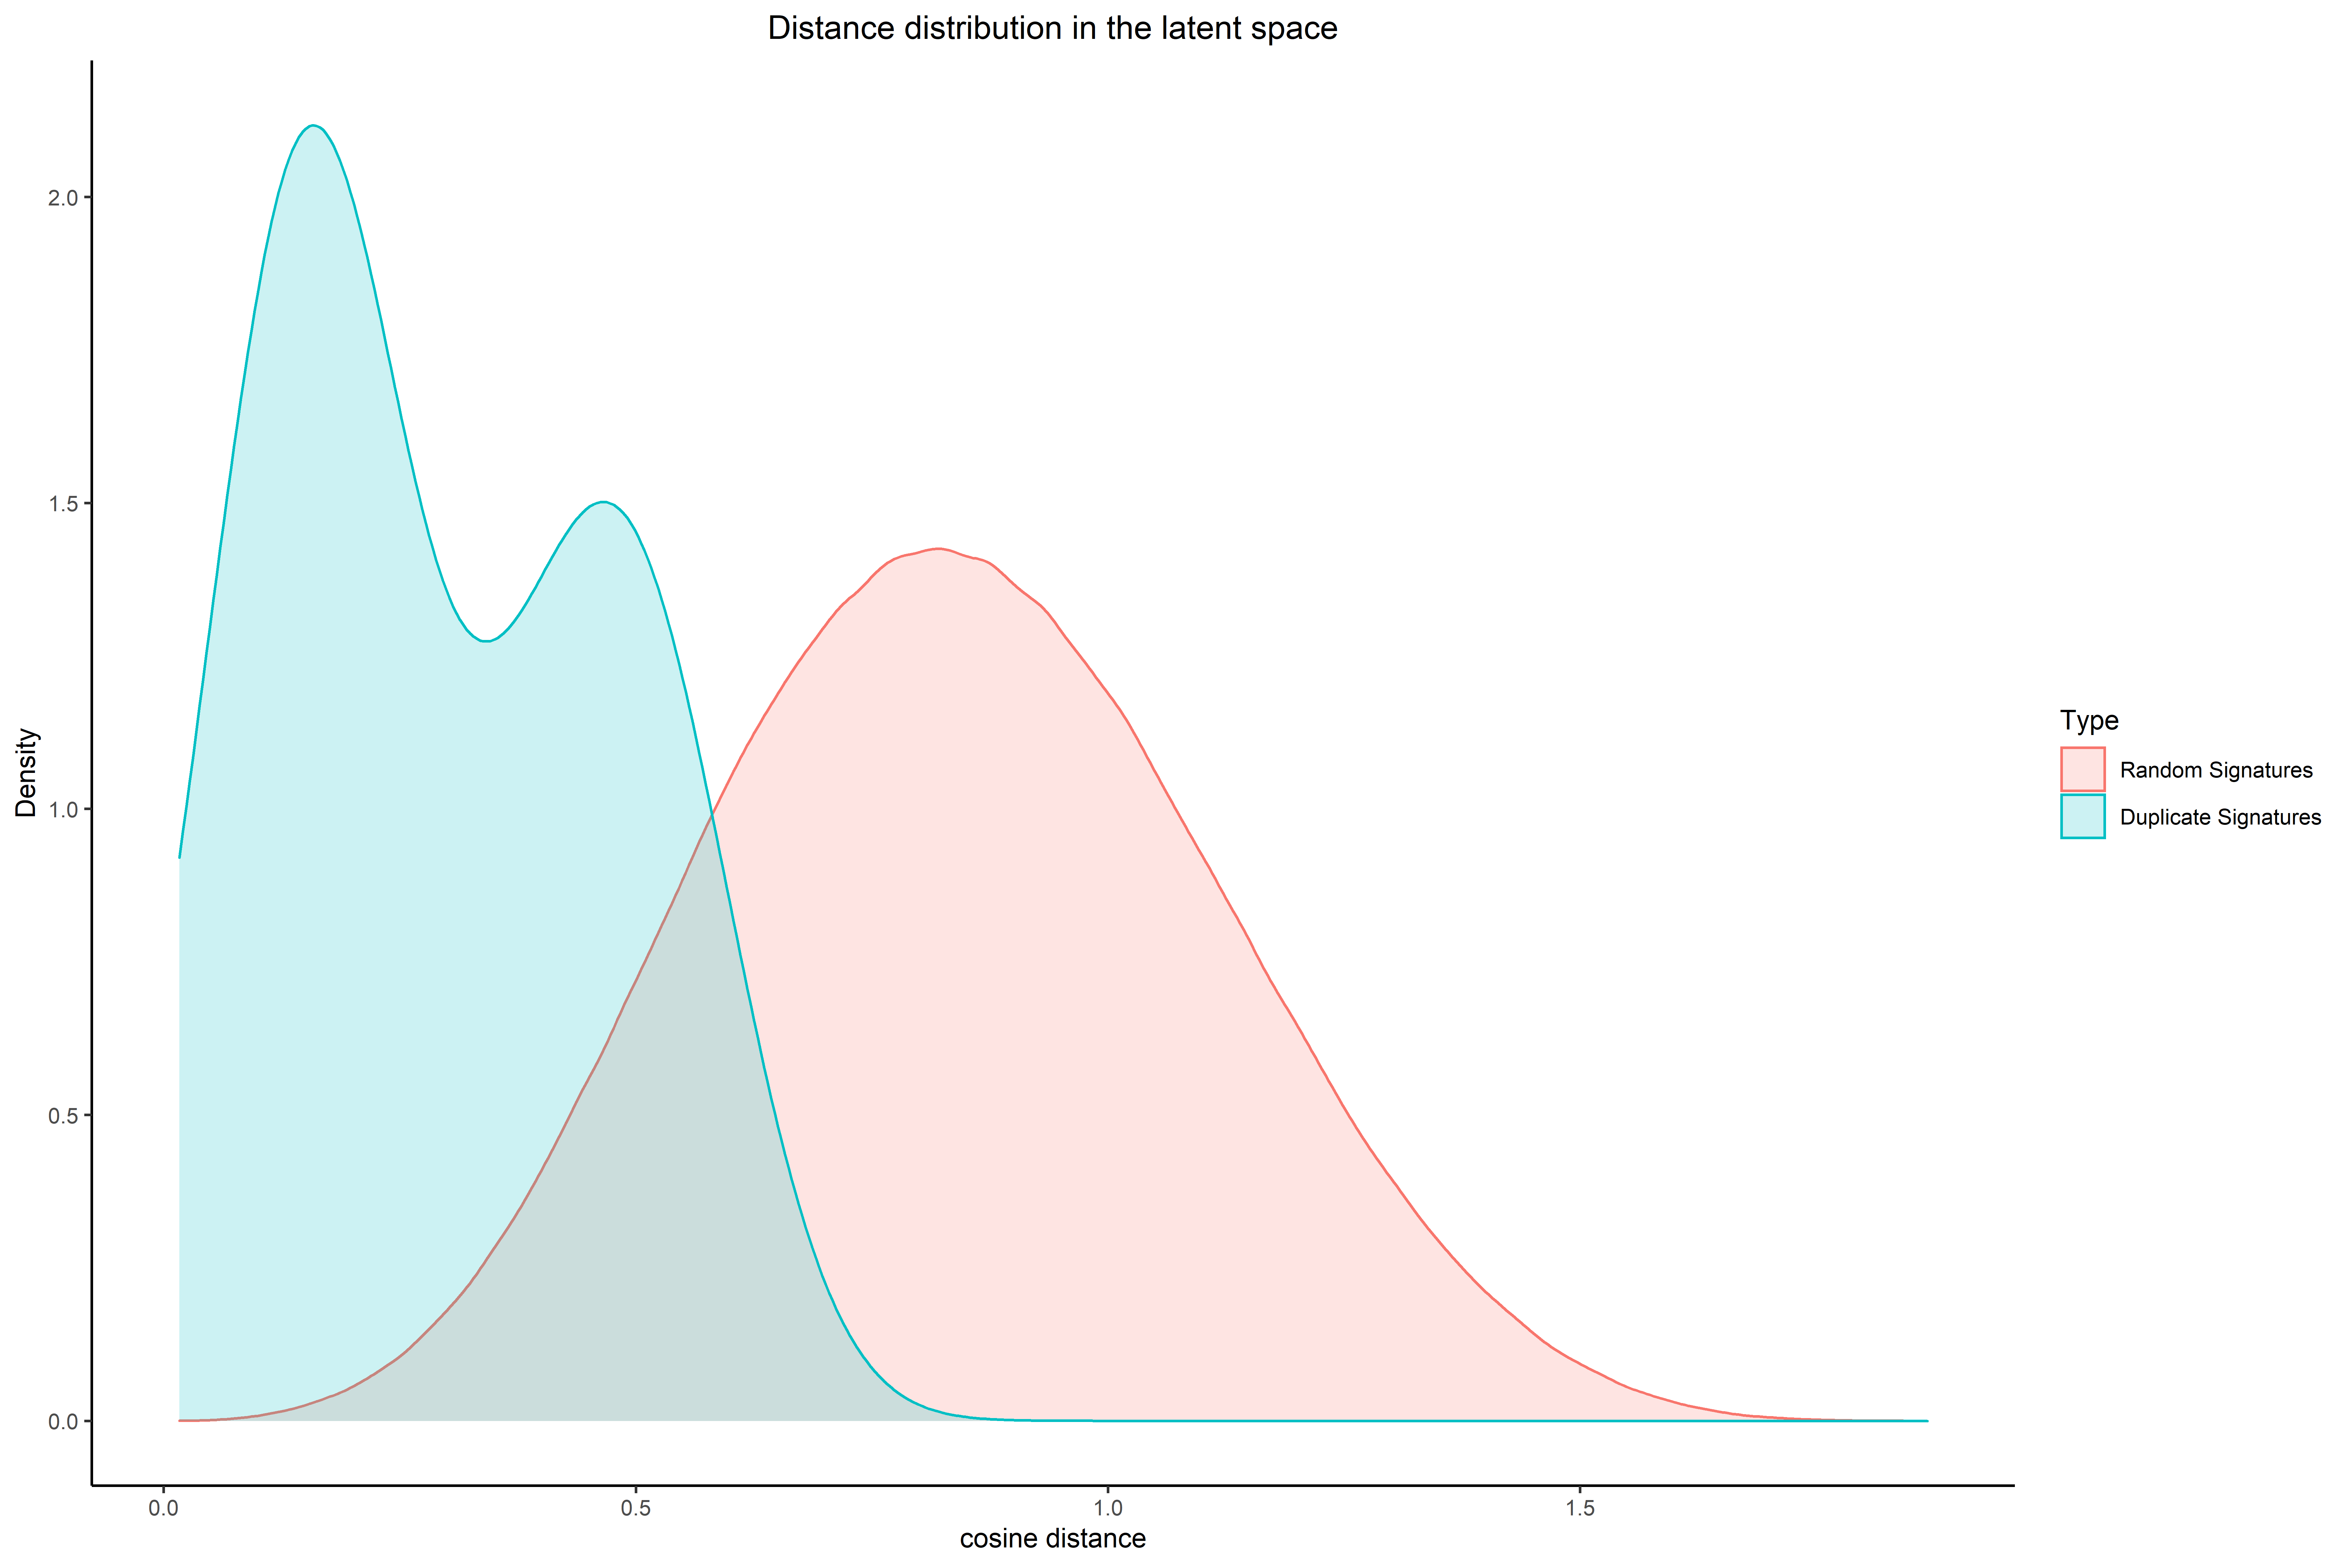 Distance distribution in the latent space
Density
2.0
1.5
1.0
0.5
0.0
0.0 0.5 1.0 1.5
cosine distance
Type
Random Signatures
Duplicate Signatures